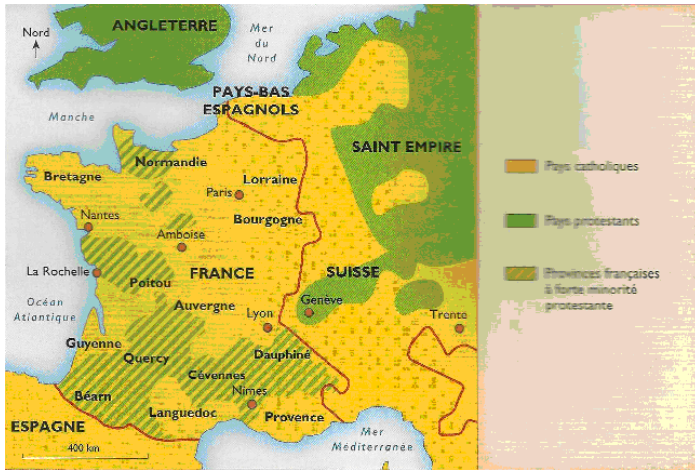 Nord
ANGLETERRE
Mer
du
Nord
PAYS-BAS
ESPAGNOLS
Manche
SAINT EMPIRE
Normandie
Bretagne
Lorraine
Paris
Bourgogne
Nantes
Amboise
La Rochelle
Poitou
FRANCE
SUISSE
Genève
Océan
Atlantique
Auvergne
Lyon
Trente
Guyenne
Quercy
Dauphiné
Cévennes
Nîmes
Béarn
Languedoc
Provence
ESPAGNE
400 km
Mer
Méditerranée
Pays catholiques
Pays protestants
Provinces françaises
à forte minorité
protestante